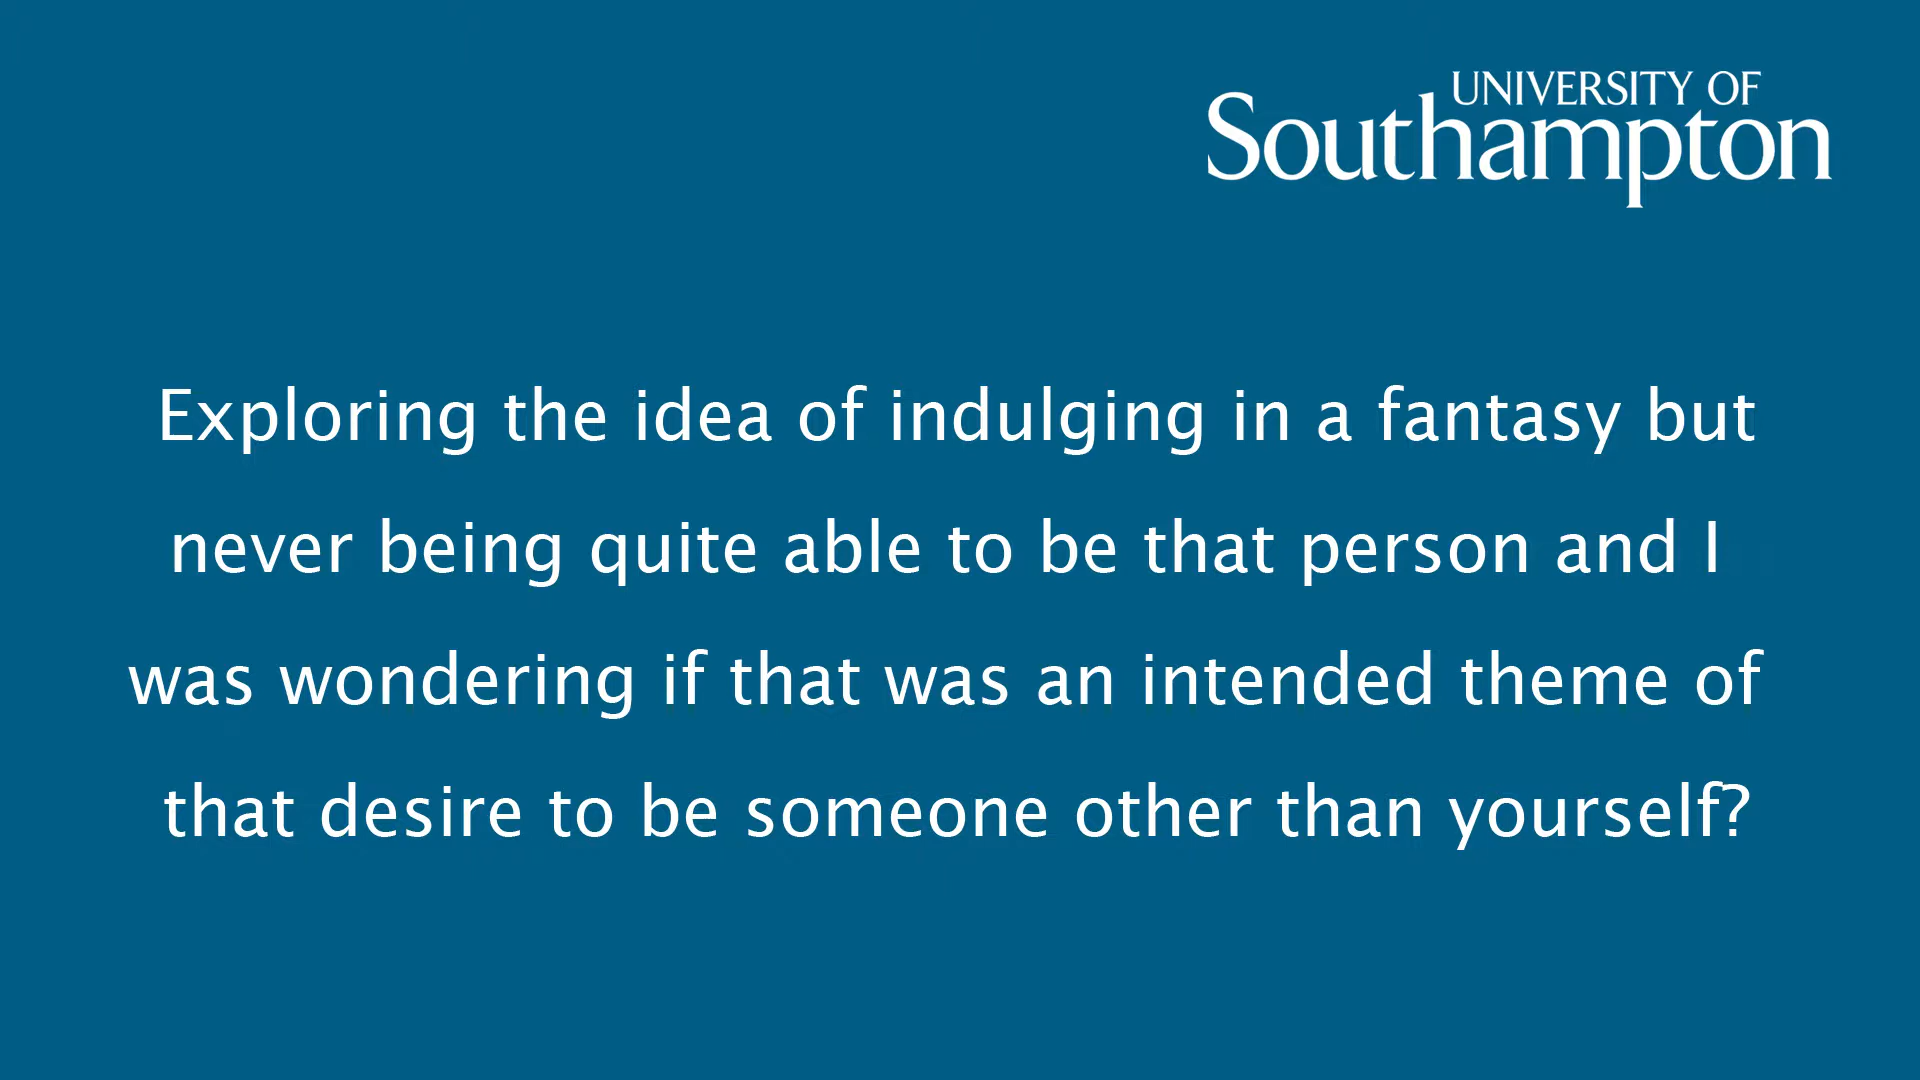 UNIVERSITY OF
Southampton
Exploring the idea of indulging in a fantasy but
never being quite able to be that person and I
was wondering if that was an intended theme of
that desire to be someone other than yourself?